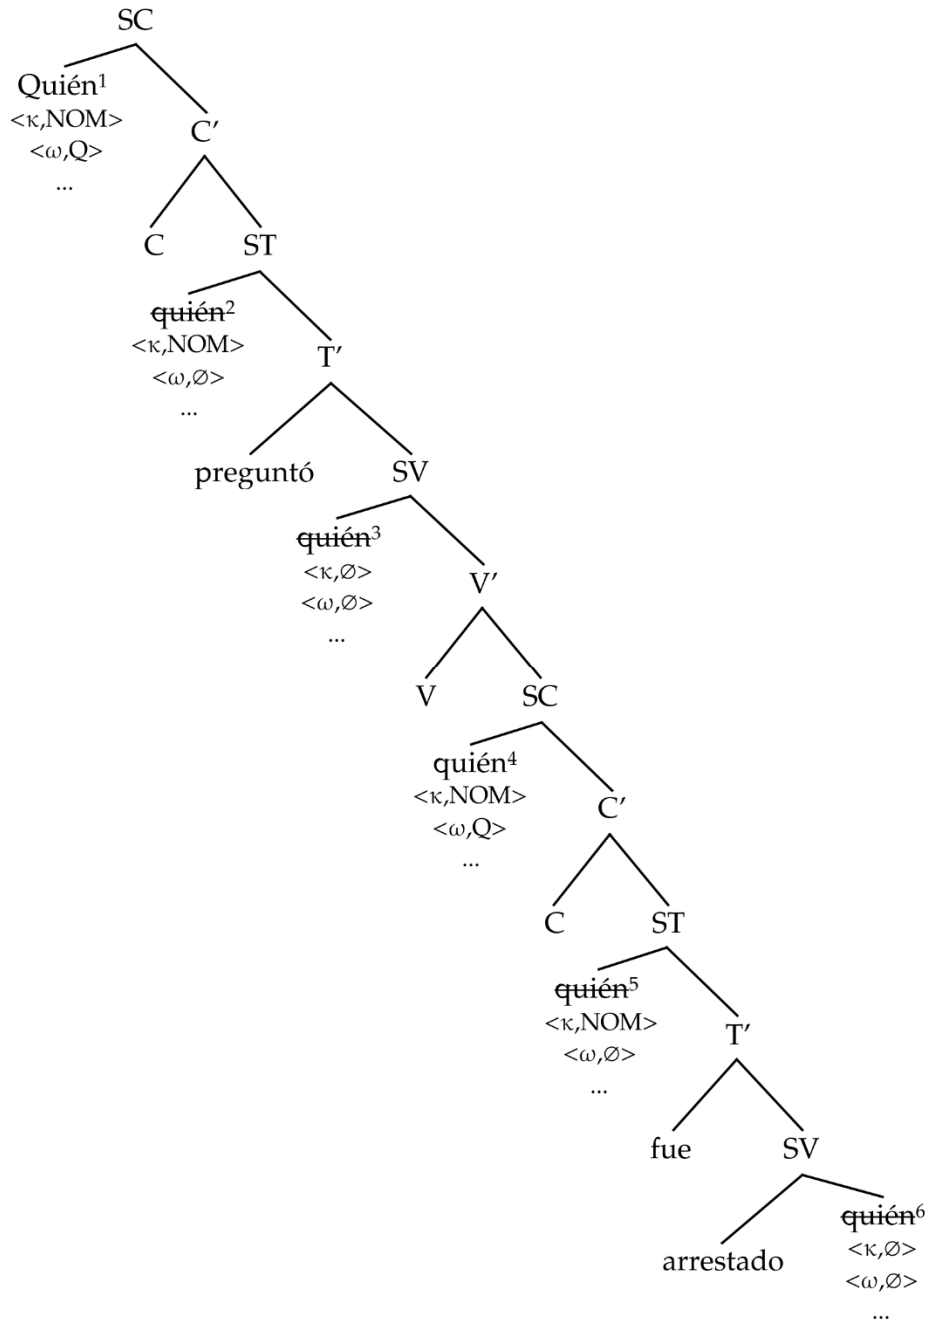 SC
Quién¹
<κ,NOM>
<ω,Q>
...
C′
C ST
quién²
<κ,NOM>
<ω,∅>
...
T′
preguntó SV
quién³
<κ,∅>
<ω,∅>
...
V′
V SC
quién⁴
<κ,NOM>
<ω,Q>
...
C′
C ST
quién⁵
<κ,NOM>
<ω,∅>
...
T′
fue SV
arrestado
quién⁶
<κ,∅>
<ω,∅>
...